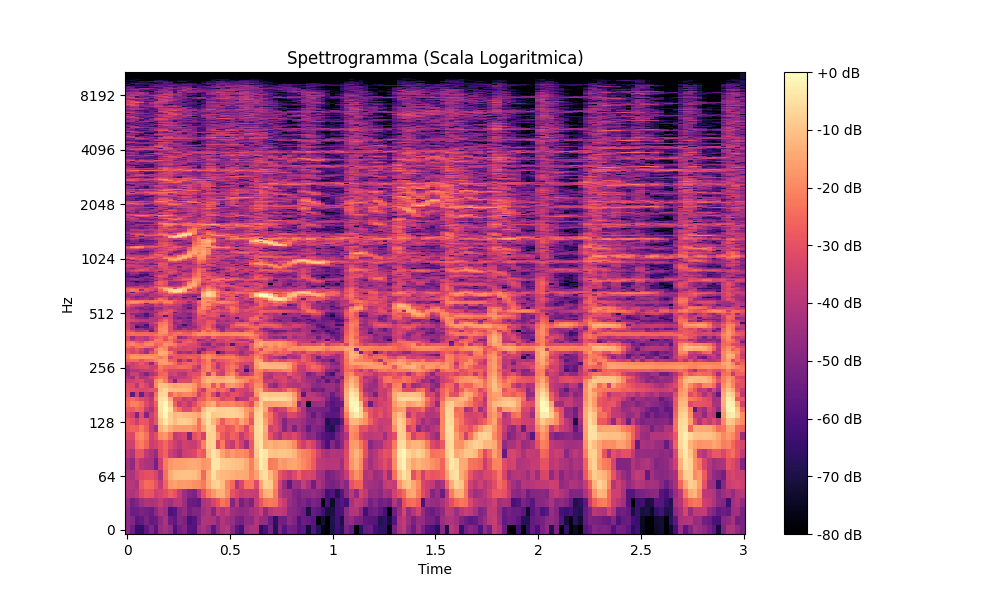 Spettrogramma (Scala Logaritmica)
Hz
8192
4096
2048
1024
512
256
128
64
0
0
0.5
1
1.5
2
2.5
3
Time
+0 dB
-10 dB
-20 dB
-30 dB
-40 dB
-50 dB
-60 dB
-70 dB
-80 dB